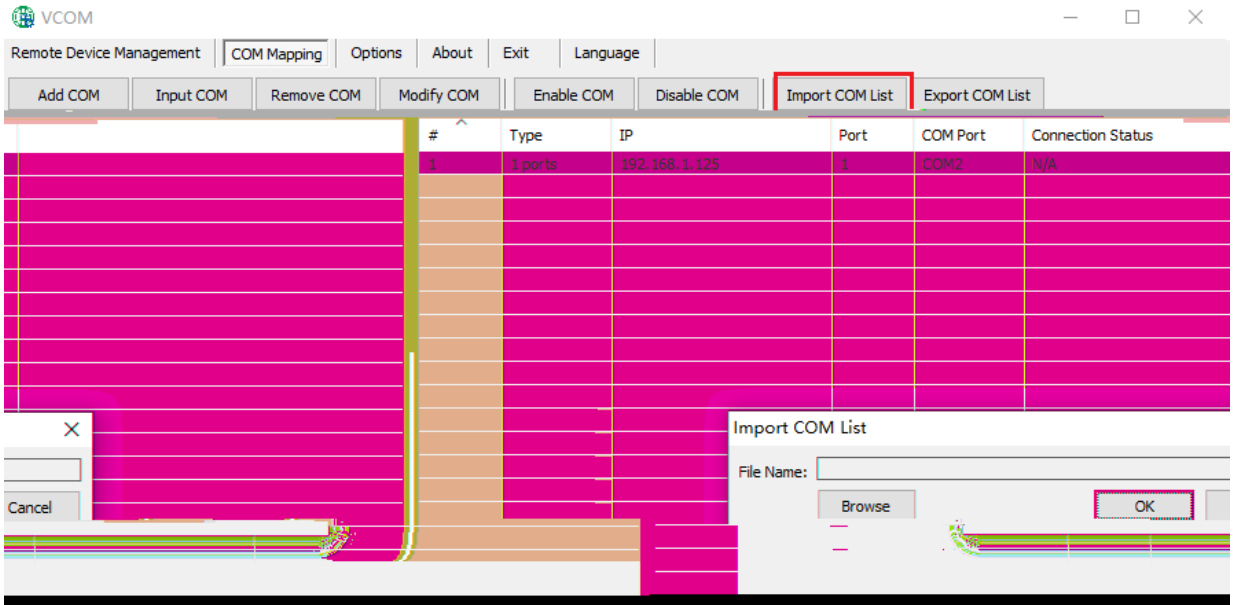 VCOM
Remote Device Management COM Mapping Options About Exit Language
Add COM Input COM Remove COM Modify COM Enable COM Disable COM Import COM List Export COM List
# Type IP Port COM Port Connection Status
1 1 ports 192.168.1.125 1 COM2 N/A
Import COM List
File Name:
Cancel Browse OK